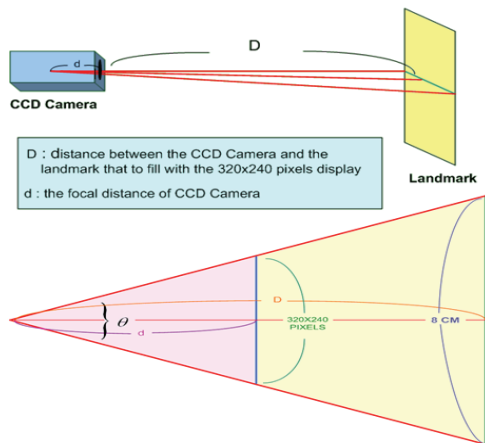 D
d
CCD Camera
D : distance between the CCD Camera and the
landmark that to fill with the 320x240 pixels display
d : the focal distance of CCD Camera
Landmark
D
θ
d
320X240
PIXELS
8 CM